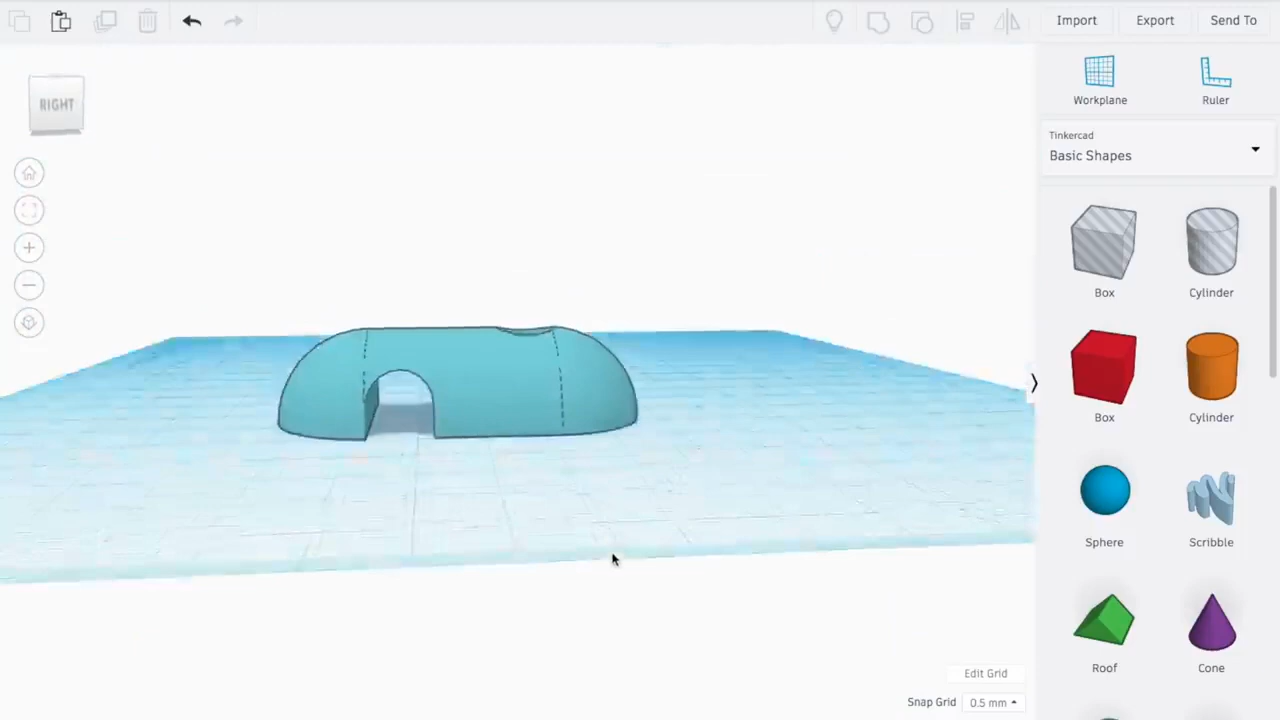 Import
Export
Send To
RIGHT
Workplane
Ruler
Tinkercad
Basic Shapes
Box
Cylinder
Box
Cylinder
Sphere
Scribble
Roof
Cone
Edit Grid
Snap Grid 0.5 mm